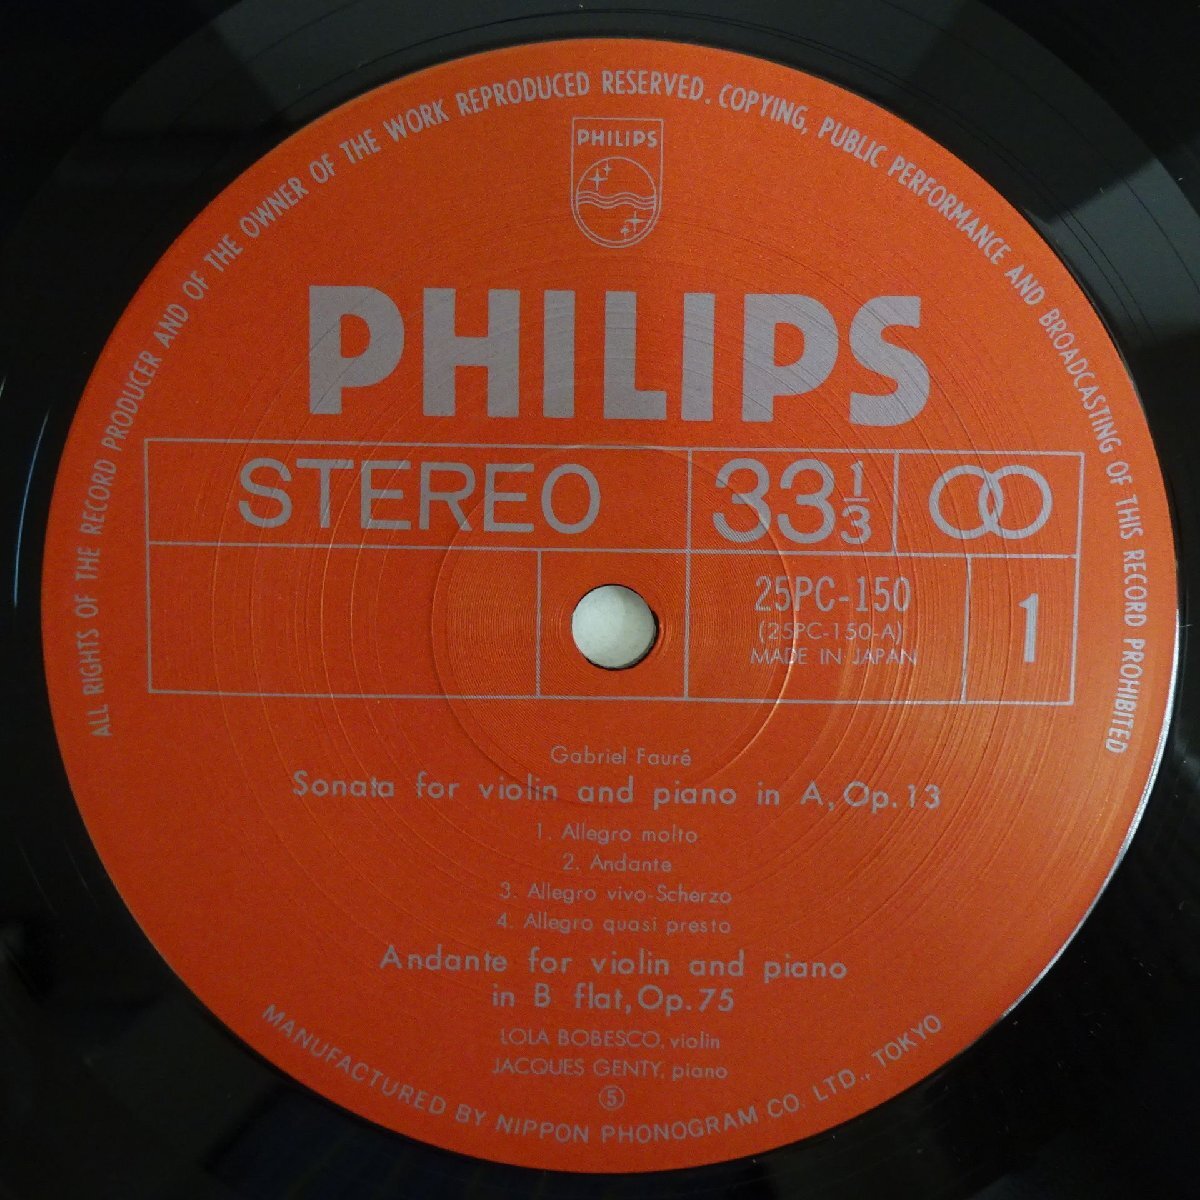 ALL RIGHTS OF THE RECORD PRODUCER AND OF THE OWNER OF THE WORK REPRODUCED RESERVED. COPYING, PUBLIC PERFORMANCE AND BROADCASTING OF THIS RECORD PROHIBITED
PHILIPS
PHILIPS
STEREO
33 1/3
25PC-150
(25PC-150-A)
MADE IN JAPAN
1
Gabriel Fauré
Sonata for violin and piano in A, Op. 13
1. Allegro molto
2. Andante
3. Allegro vivo-Scherzo
4. Allegro quasi presto
Andante for violin and piano
in B flat, Op. 75
LOLA BOBESCO, violin
JACQUES GENTY, piano
⑤
MANUFACTURED BY NIPPON PHONOGRAM CO. LTD., TOKYO